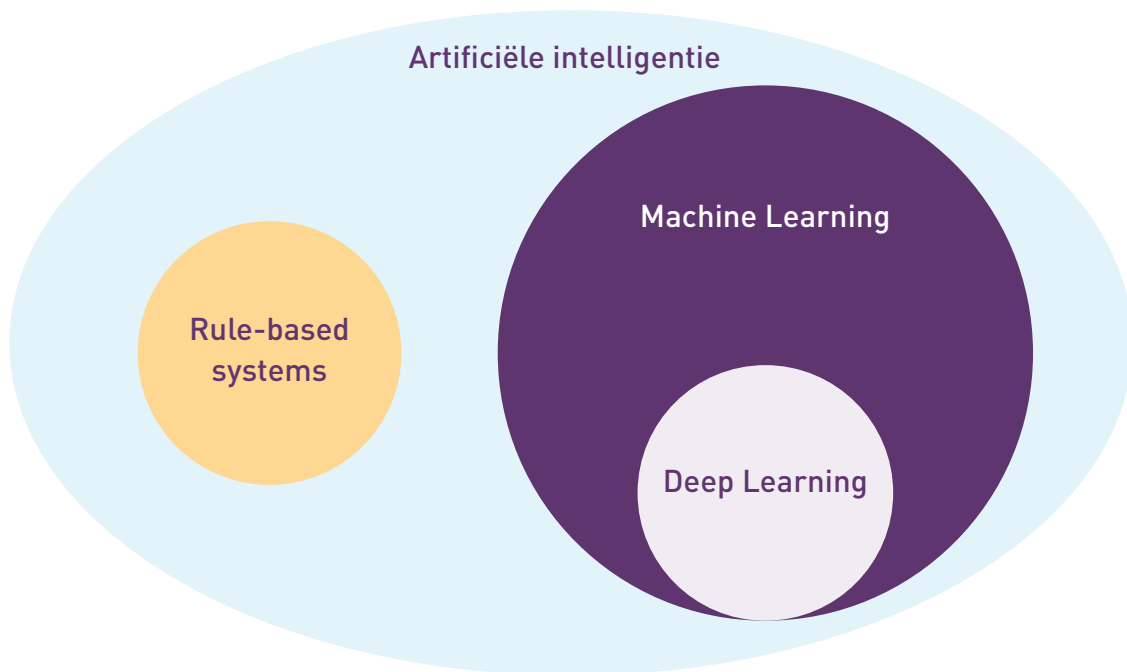 Artificiële intelligentie
Machine Learning
Rule-based
systems
Deep Learning